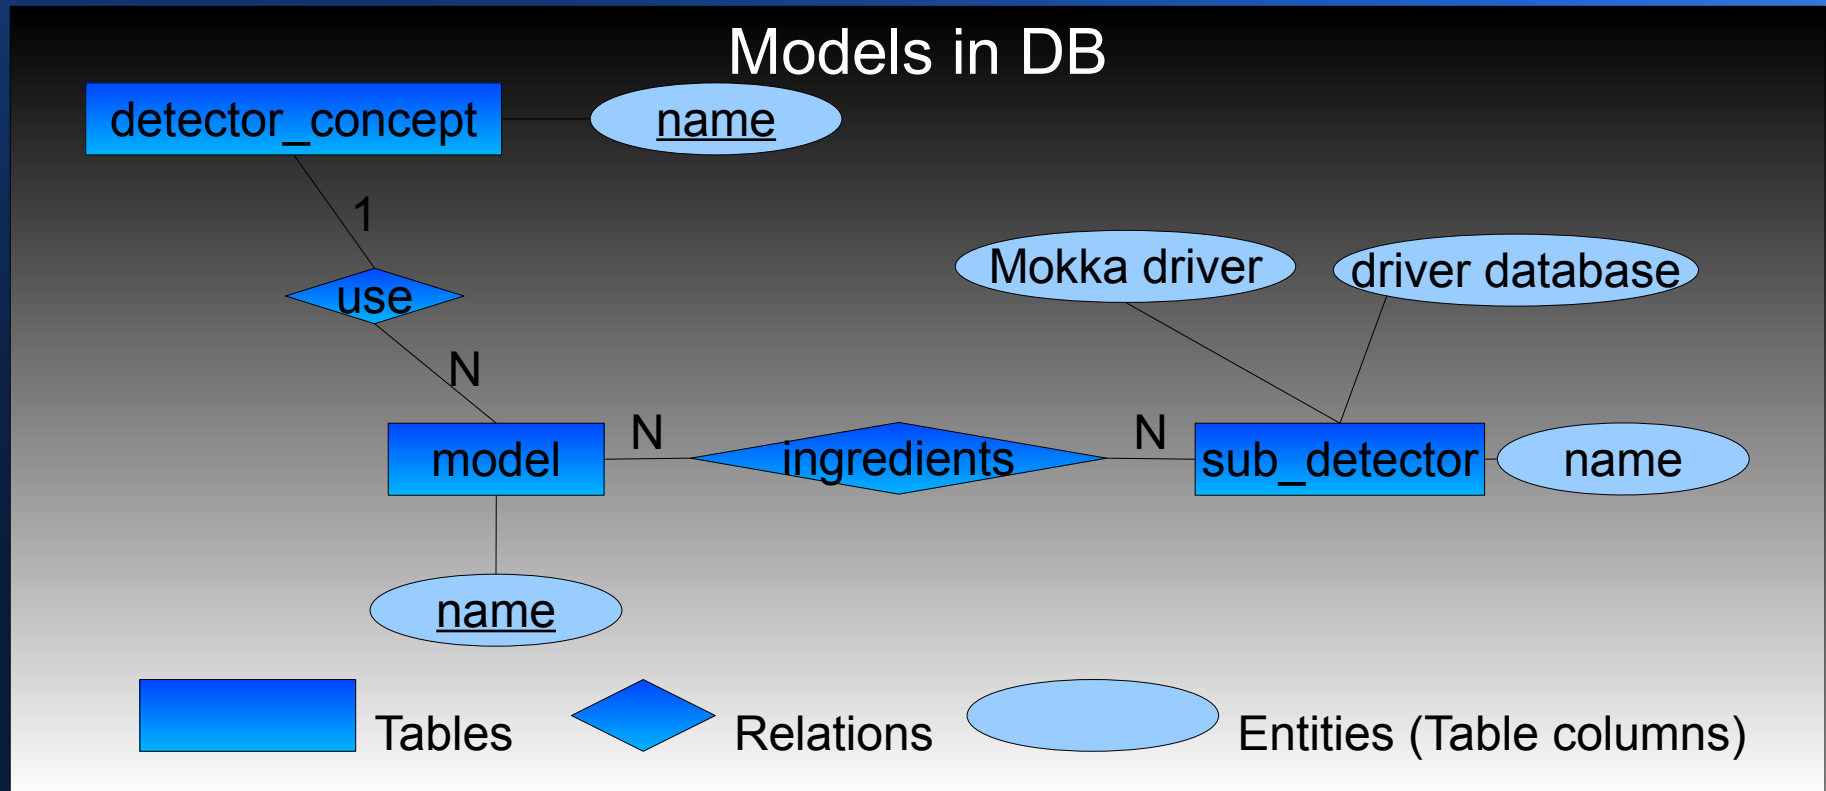 Models in DB
detector_concept
name
1
use
Mokka driver
driver database
N
model
N
ingredients
N
sub_detector
name
name
Tables
Relations
Entities (Table columns)